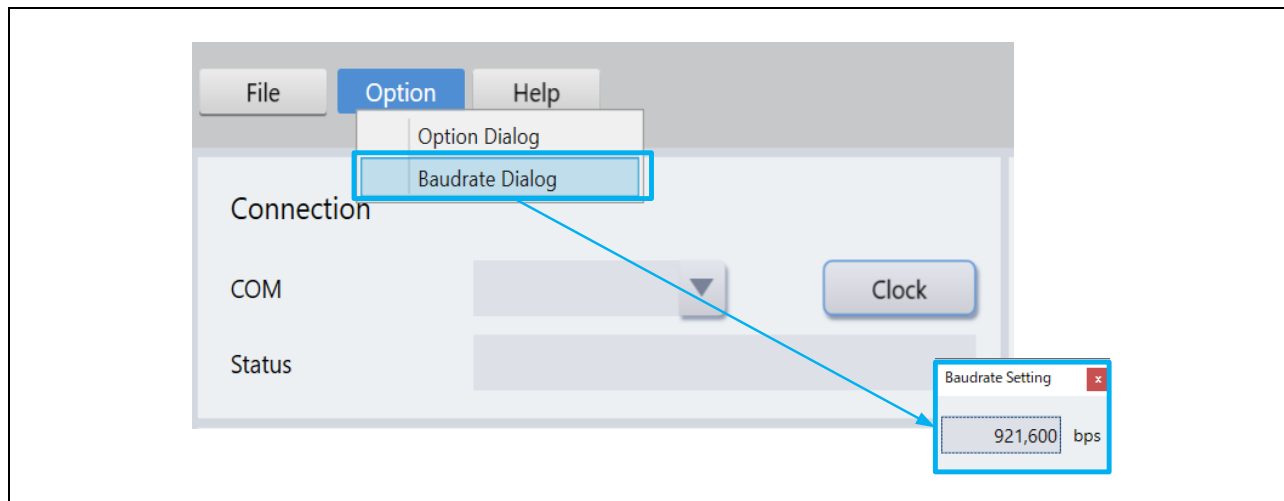 File Option Help
Option Dialog
Baudrate Dialog
Connection
COM
Clock
Status
Baudrate Setting x
921,600 bps